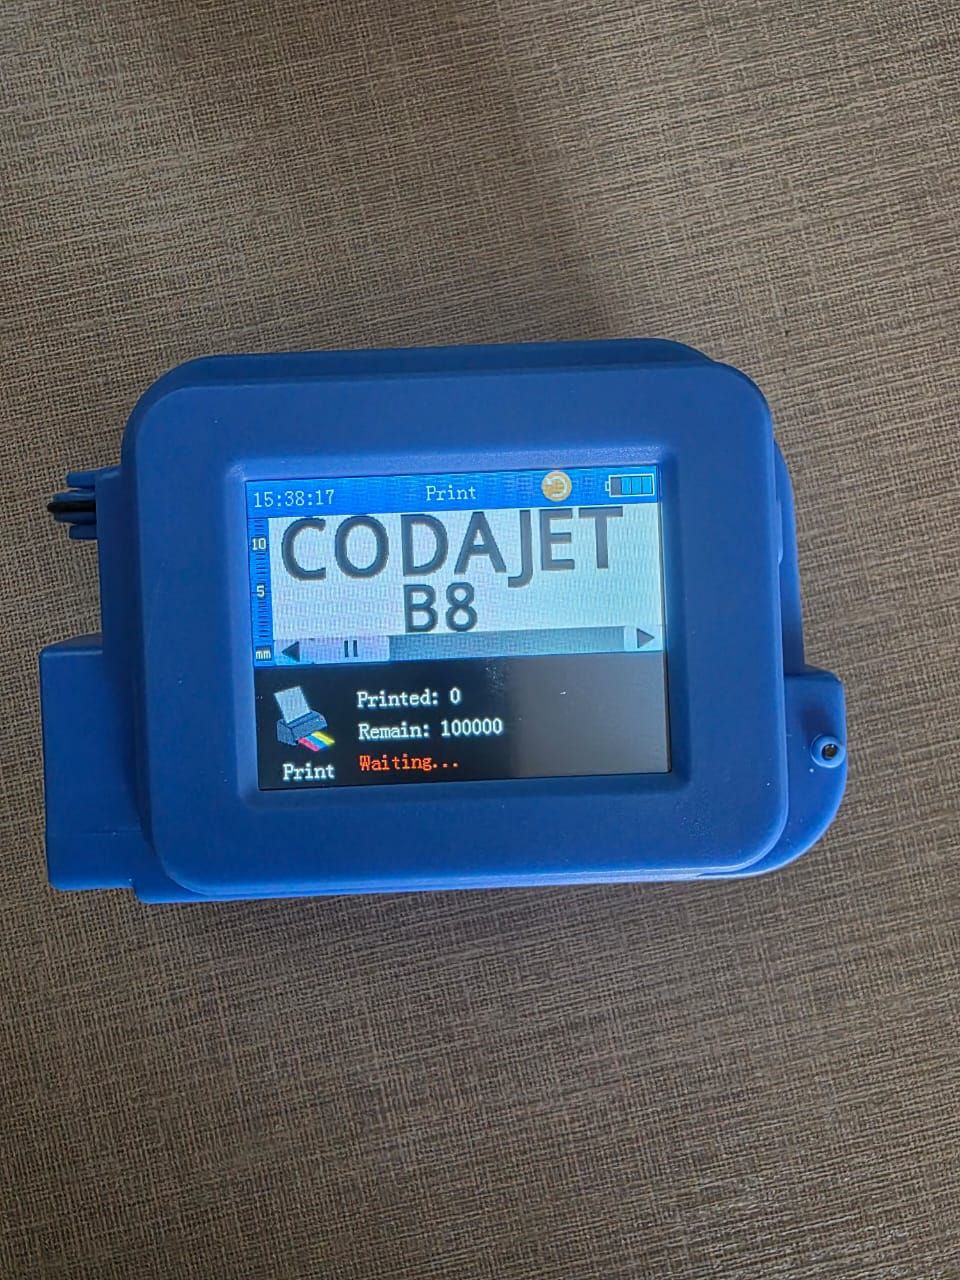 15:38:17 Print
10
CODAJET
5
B8
mm
Printed: 0
Remain: 100000
Print
Waiting...